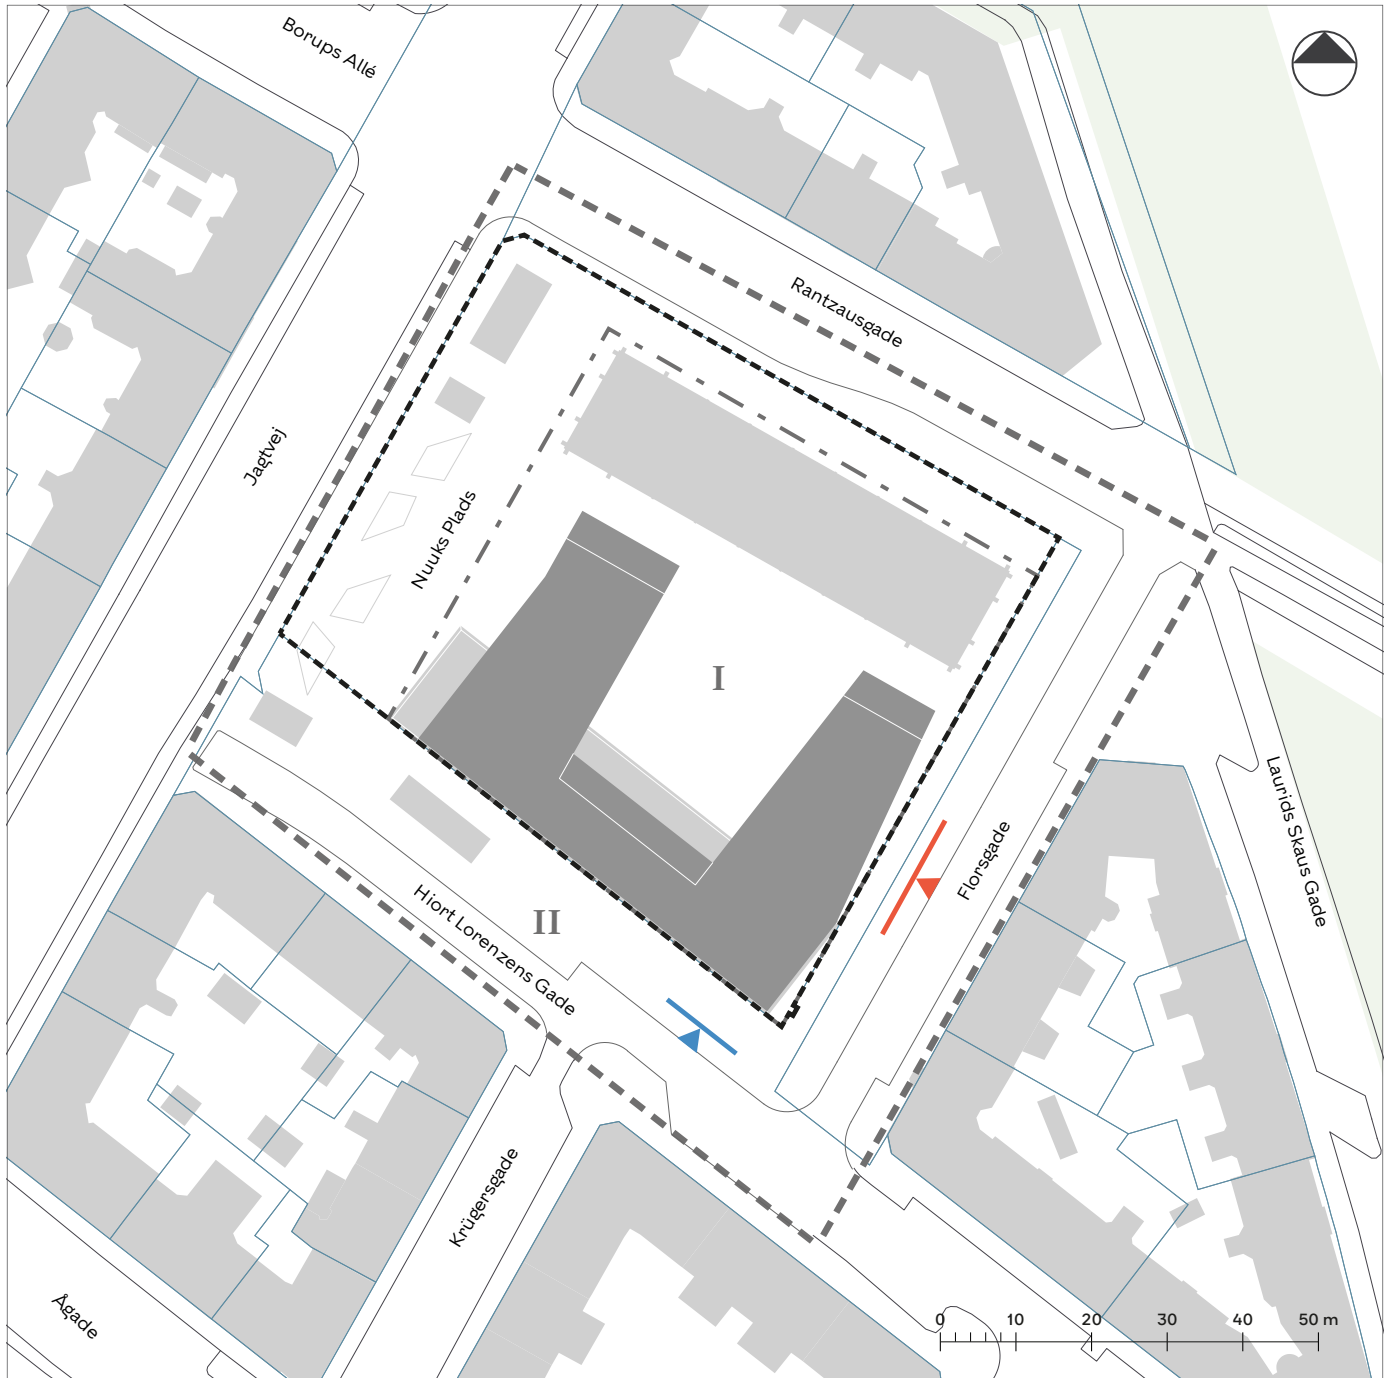 Borups Allé
Rantzausgade
Jagtvej
Nuuks Plads
I
Laurids Skaus Gade
Florsgade
II
Hiort Lorenzens Gade
Krügersgade
Ågade
0 10 20 30 40 50 m